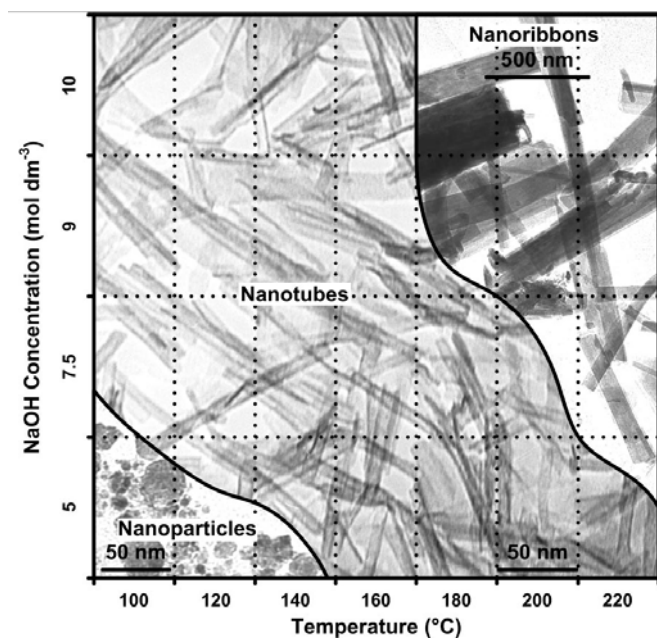 Nanoribbons
500 nm
10
9
Nanotubes
7.5
5
NaOH Concentration (mol dm⁻³)
Nanoparticles
50 nm
50 nm
100 120 140 160 180 200 220
Temperature (°C)